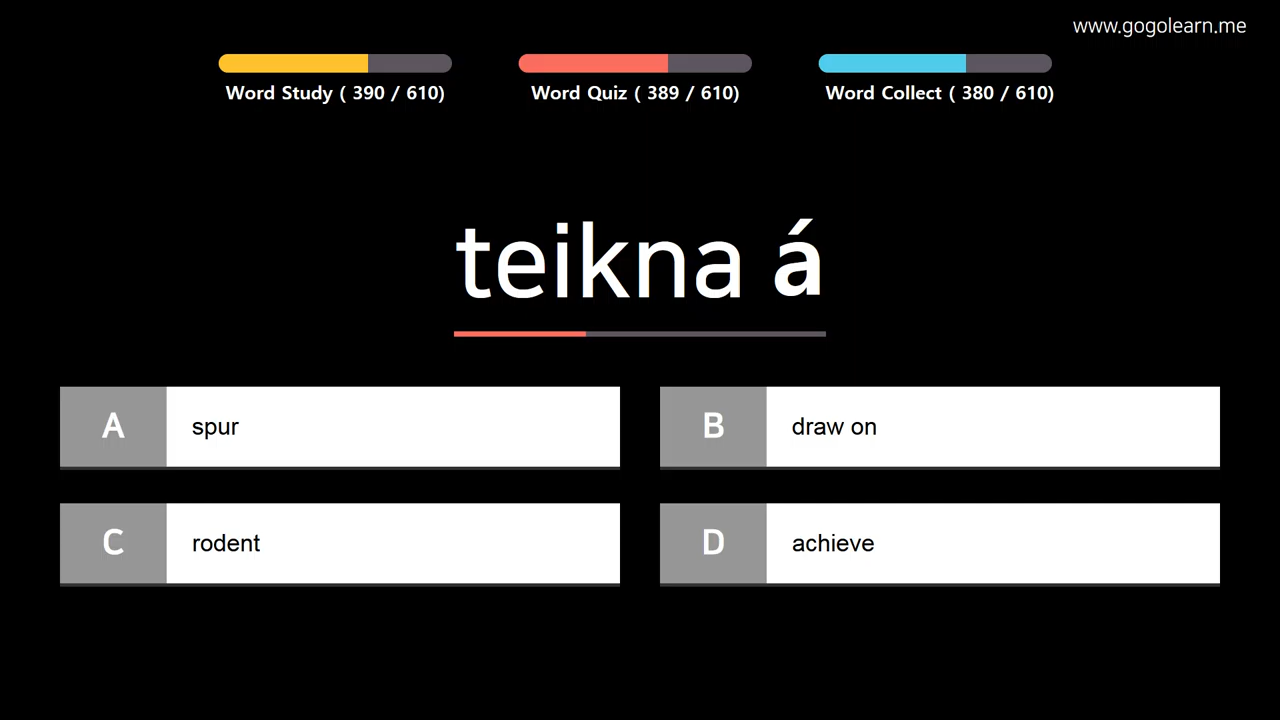 www.gogolearn.me
Word Study ( 390 / 610)
Word Quiz ( 389 / 610)
Word Collect ( 380 / 610)
teikna á
A spur
B draw on
C rodent
D achieve